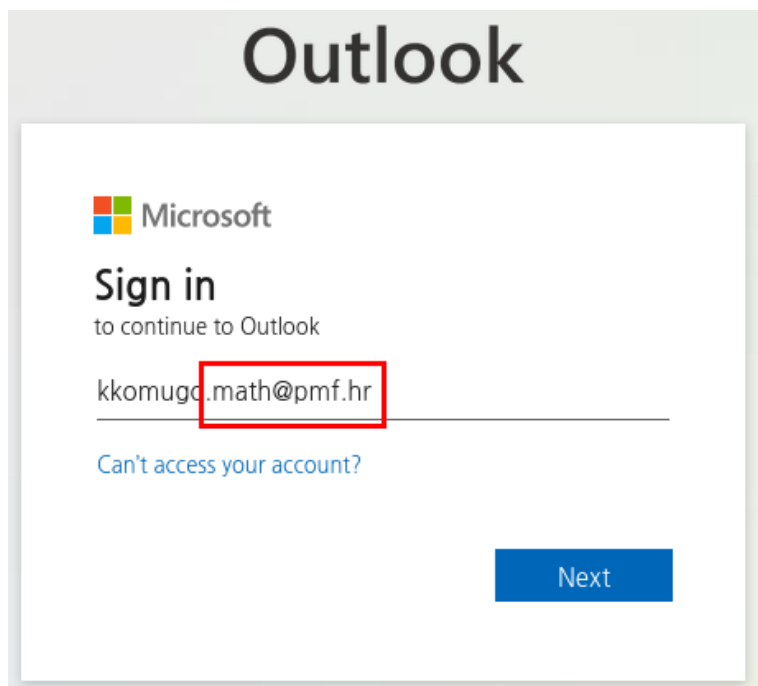 Outlook
Microsoft
Sign in
to continue to Outlook
kkomugo.math@pmf.hr
Can't access your account?
Next